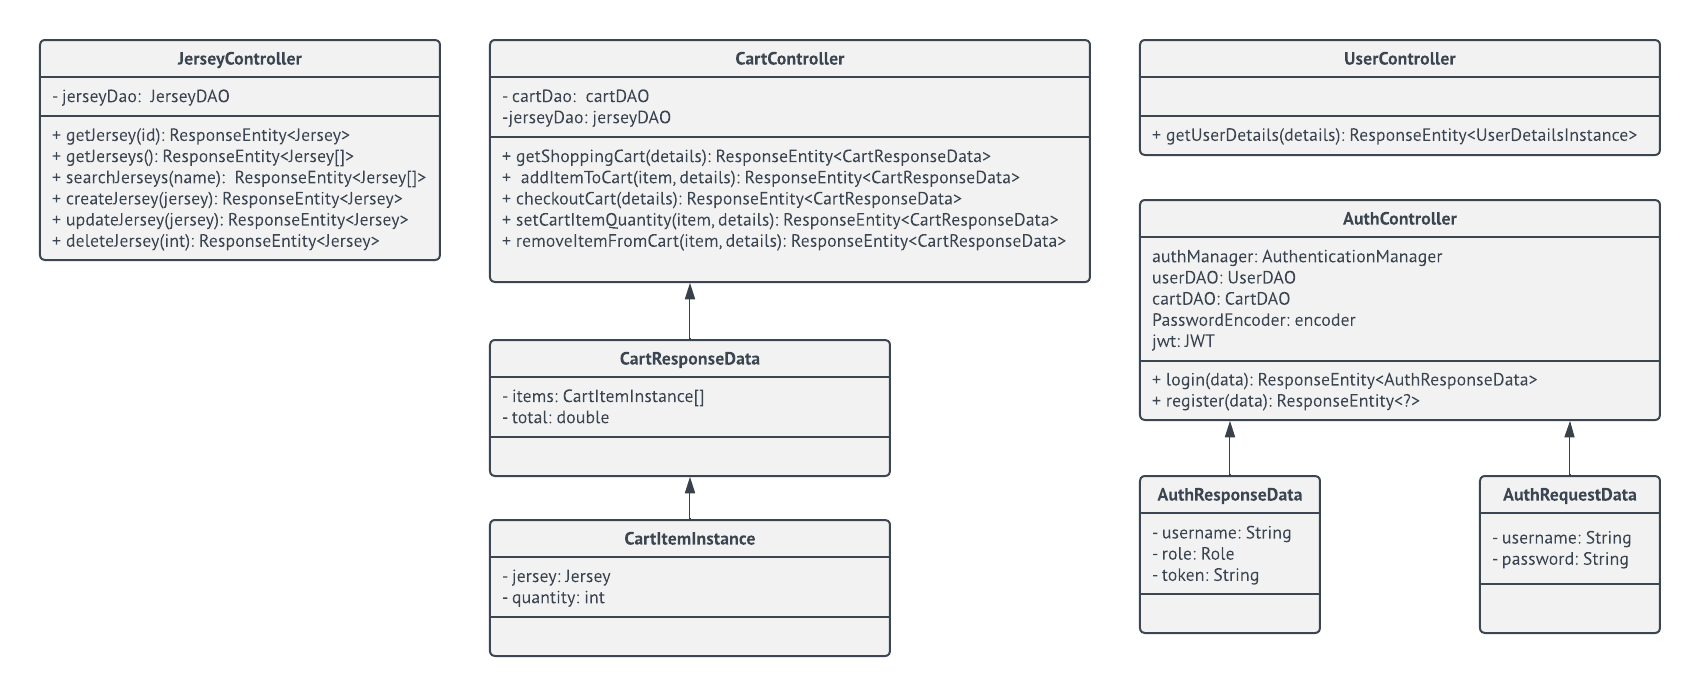 JerseyController
- jerseyDao:  JerseyDAO
+ getJersey(id): ResponseEntity<Jersey>
+ getJerseys(): ResponseEntity<Jersey[]>
+ searchJerseys(name):  ResponseEntity<Jersey[]>
+ createJersey(jersey): ResponseEntity<Jersey>
+ updateJersey(jersey): ResponseEntity<Jersey>
+ deleteJersey(int): ResponseEntity<Jersey>
CartController
- cartDao:  cartDAO
-jerseyDao: jerseyDAO
+ getShoppingCart(details): ResponseEntity<CartResponseData>
+  addItemToCart(item, details): ResponseEntity<CartResponseData>
+ checkoutCart(details): ResponseEntity<CartResponseData>
+ setCartItemQuantity(item, details): ResponseEntity<CartResponseData>
+ removeItemFromCart(item, details): ResponseEntity<CartResponseData>
CartResponseData
- items: CartItemInstance[]
- total: double
CartItemInstance
- jersey: Jersey
- quantity: int
UserController
+ getUserDetails(details): ResponseEntity<UserDetailsInstance>
AuthController
authManager: AuthenticationManager
userDAO: UserDAO
cartDAO: CartDAO
PasswordEncoder: encoder
jwt: JWT
+ login(data): ResponseEntity<AuthResponseData>
+ register(data): ResponseEntity<?>
AuthResponseData
- username: String
- role: Role
- token: String
AuthRequestData
- username: String
- password: String